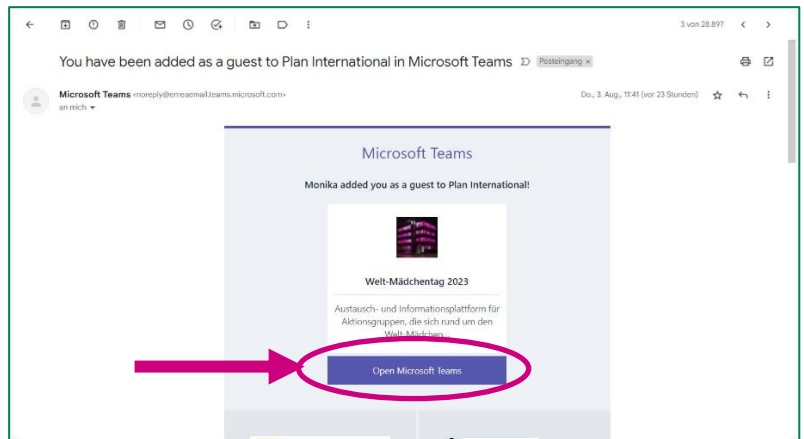 3 von 28.897
You have been added as a guest to Plan International in Microsoft Teams
Posteingang ×
Microsoft Teams <noreply@emeaemail.teams.microsoft.com>
Do., 3. Aug., 11:41 (vor 23 Stunden)
an mich
Microsoft Teams
Monika added you as a guest to Plan International!
Welt-Mädchentag 2023
Austausch- und Informationsplattform für
Aktionsgruppen, die sich rund um den
Welt-Mädchen...
Open Microsoft Teams